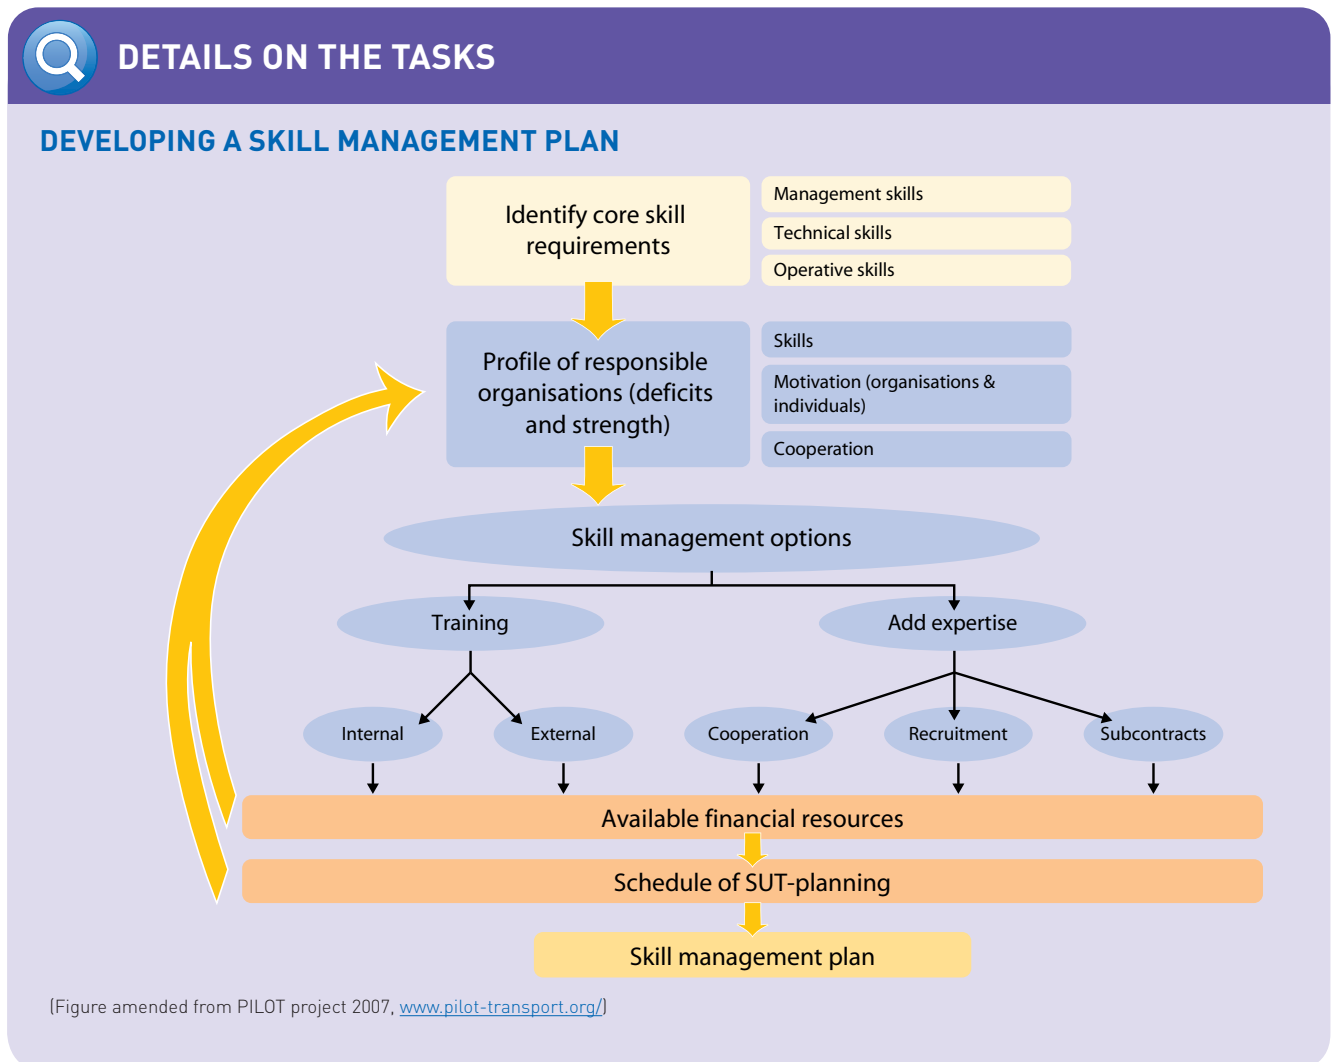 DETAILS ON THE TASKS
DEVELOPING A SKILL MANAGEMENT PLAN
Identify core skill
requirements
Management skills
Technical skills
Operative skills
Profile of responsible
organisations (deficits
and strength)
Skills
Motivation (organisations &
individuals)
Cooperation
Skill management options
Training
Add expertise
Internal
External
Cooperation
Recruitment
Subcontracts
Available financial resources
Schedule of SUT-planning
Skill management plan
(Figure amended from PILOT project 2007, www.pilot-transport.org/)